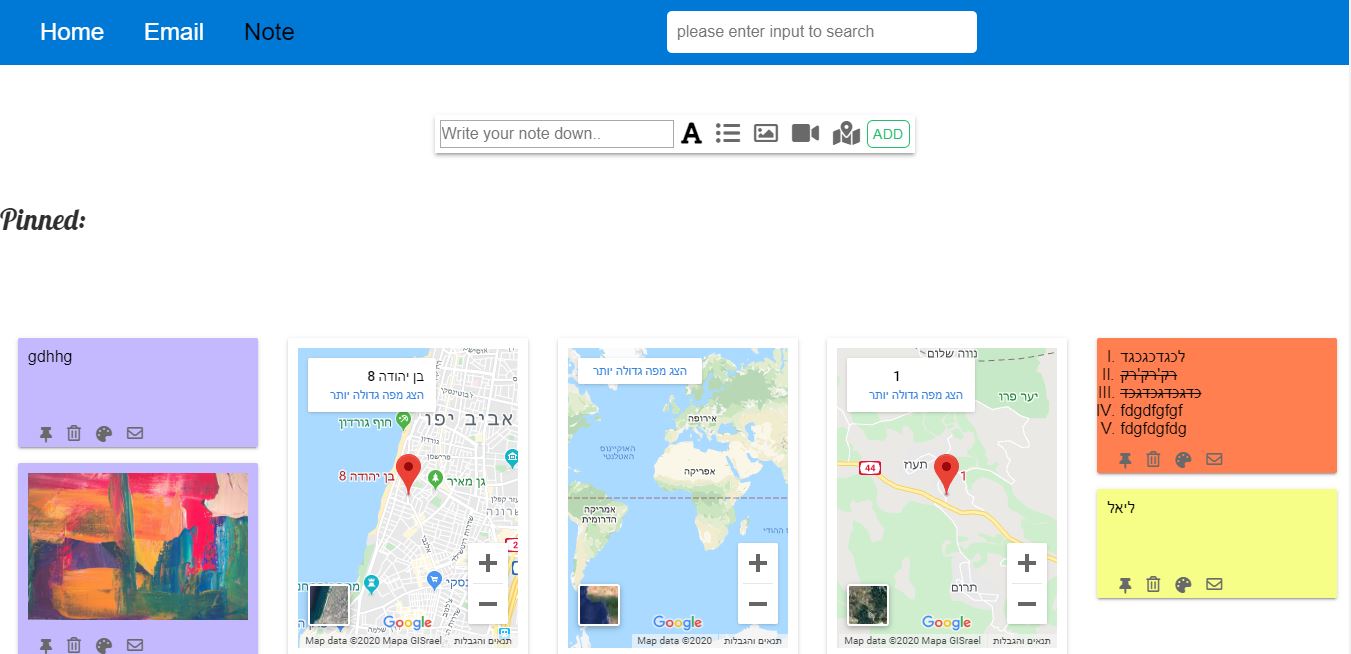 Home Email Note please enter input to search
Write your note down.. A ADD
Pinned:
gdhhg
בן יהודה 8
הצג מפה גדולה יותר
חוף גורדון
אביב יפו
בן יהודה 8
גן מאיר
Google
Map data ©2020 Mapa GISrael תנאים והגבלות
הצג מפה גדולה יותר
אירופה
האוקיינוס
האטלנטי
אפריקה
אמריקה
הדרומית
Google
Map data ©2020 תנאים והגבלות
נווה שלום
1
הצג מפה גדולה יותר
יער פרו
44
תעוז
1
תרום
Google
Map data ©2020 Mapa GISrael תנאים והגבלות
I. לכגדכגכגד
II. רק'רק'רק
III. כדגכדגכדגכד
IV. fdgdfgfgf
V. fdgfdgfdg
ליאל